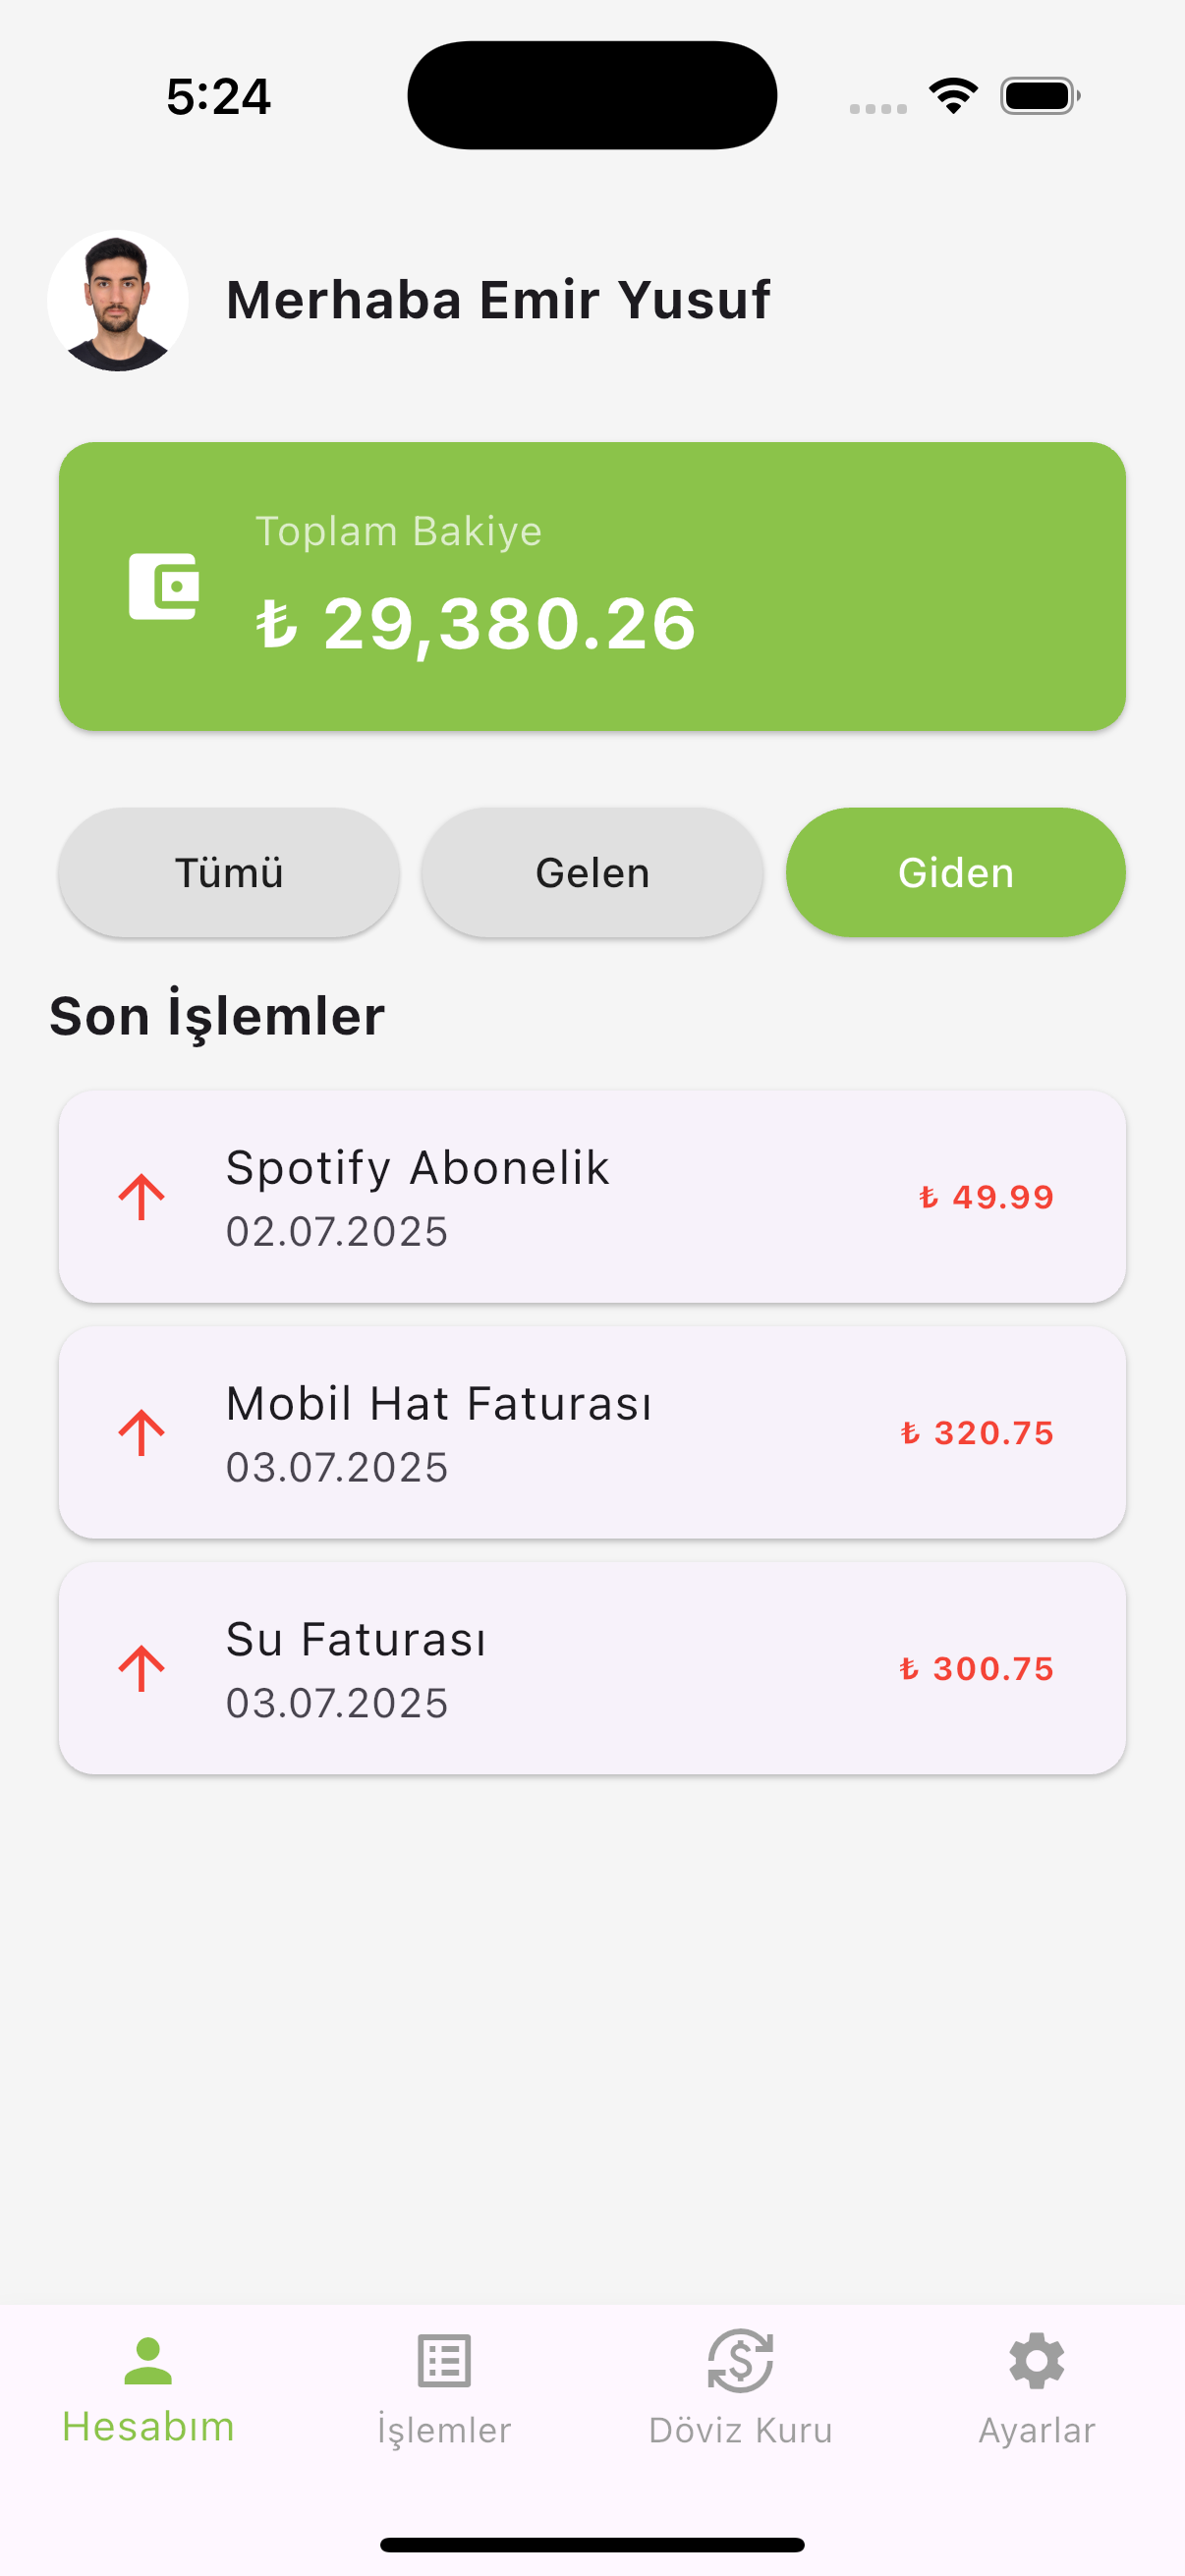 5:24
Merhaba Emir Yusuf
Toplam Bakiye
₺ 29,380.26
Tümü
Gelen
Giden
Son İşlemler
Spotify Abonelik
02.07.2025
₺ 49.99
Mobil Hat Faturası
03.07.2025
₺ 320.75
Su Faturası
03.07.2025
₺ 300.75
Hesabım
İşlemler
Döviz Kuru
Ayarlar